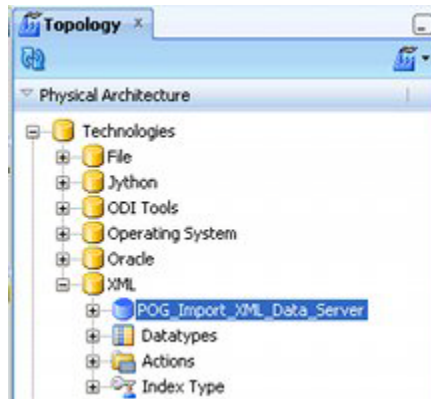 Topology
Physical Architecture
Technologies
File
Jython
ODI Tools
Operating System
Oracle
XML
POG_Import_XML_Data_Server
Datatypes
Actions
Index Type